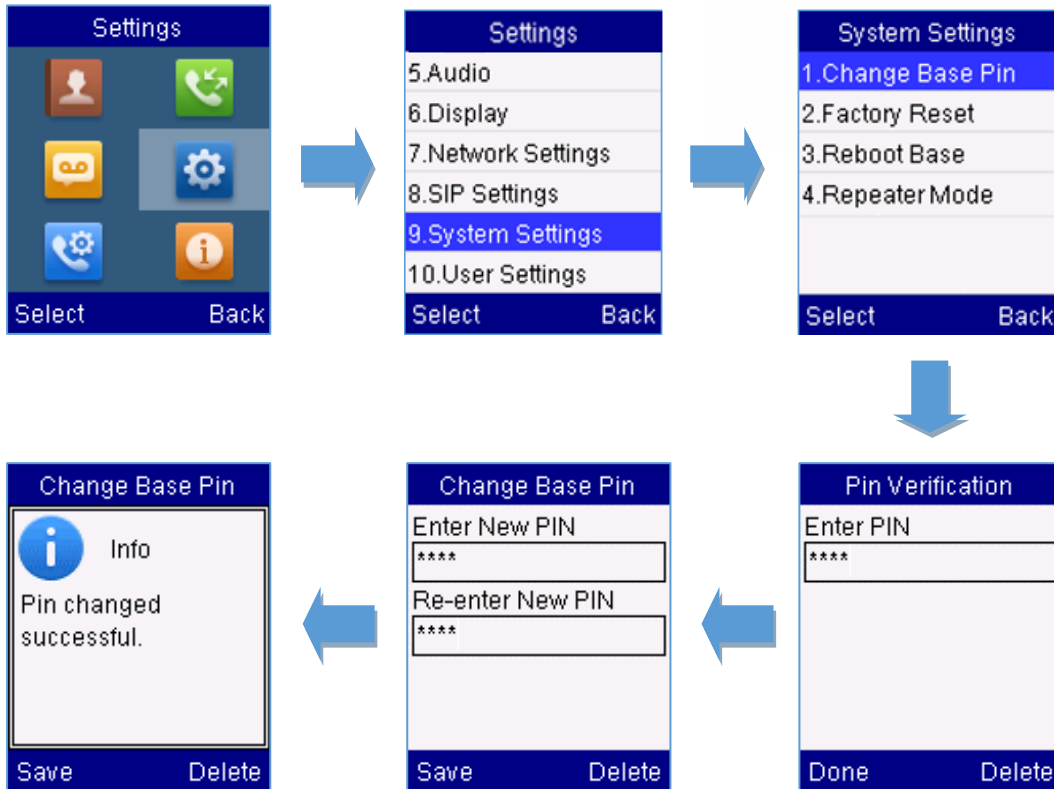 Settings
Select Back
Settings
5.Audio
6.Display
7.Network Settings
8.SIP Settings
9.System Settings
10.User Settings
Select Back
System Settings
1.Change Base Pin
2.Factory Reset
3.Reboot Base
4.Repeater Mode
Select Back
Pin Verification
Enter PIN
****
Done Delete
Change Base Pin
Enter New PIN
****
Re-enter New PIN
****
Save Delete
Change Base Pin
Info
Pin changed
successful.
Save Delete